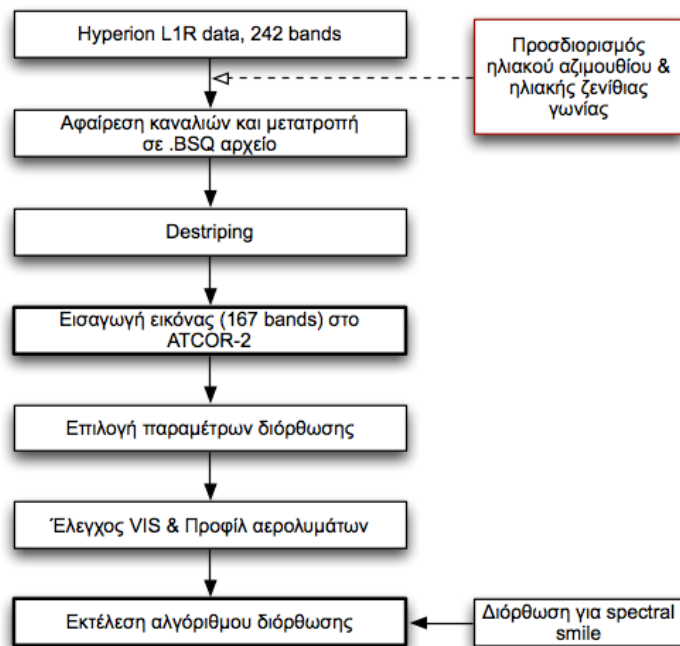 Hyperion L1R data, 242 bands
Προσδιορισμός
ηλιακού αζιμουθίου &
ηλιακής ζενίθιας
γωνίας
Αφαίρεση καναλιών και μετατροπή
σε .BSQ αρχείο
Destriping
Εισαγωγή εικόνας (167 bands) στο
ATCOR-2
Επιλογή παραμέτρων διόρθωσης
Έλεγχος VIS & Προφίλ αερολυμάτων
Εκτέλεση αλγόριθμου διόρθωσης
Διόρθωση για spectral
smile